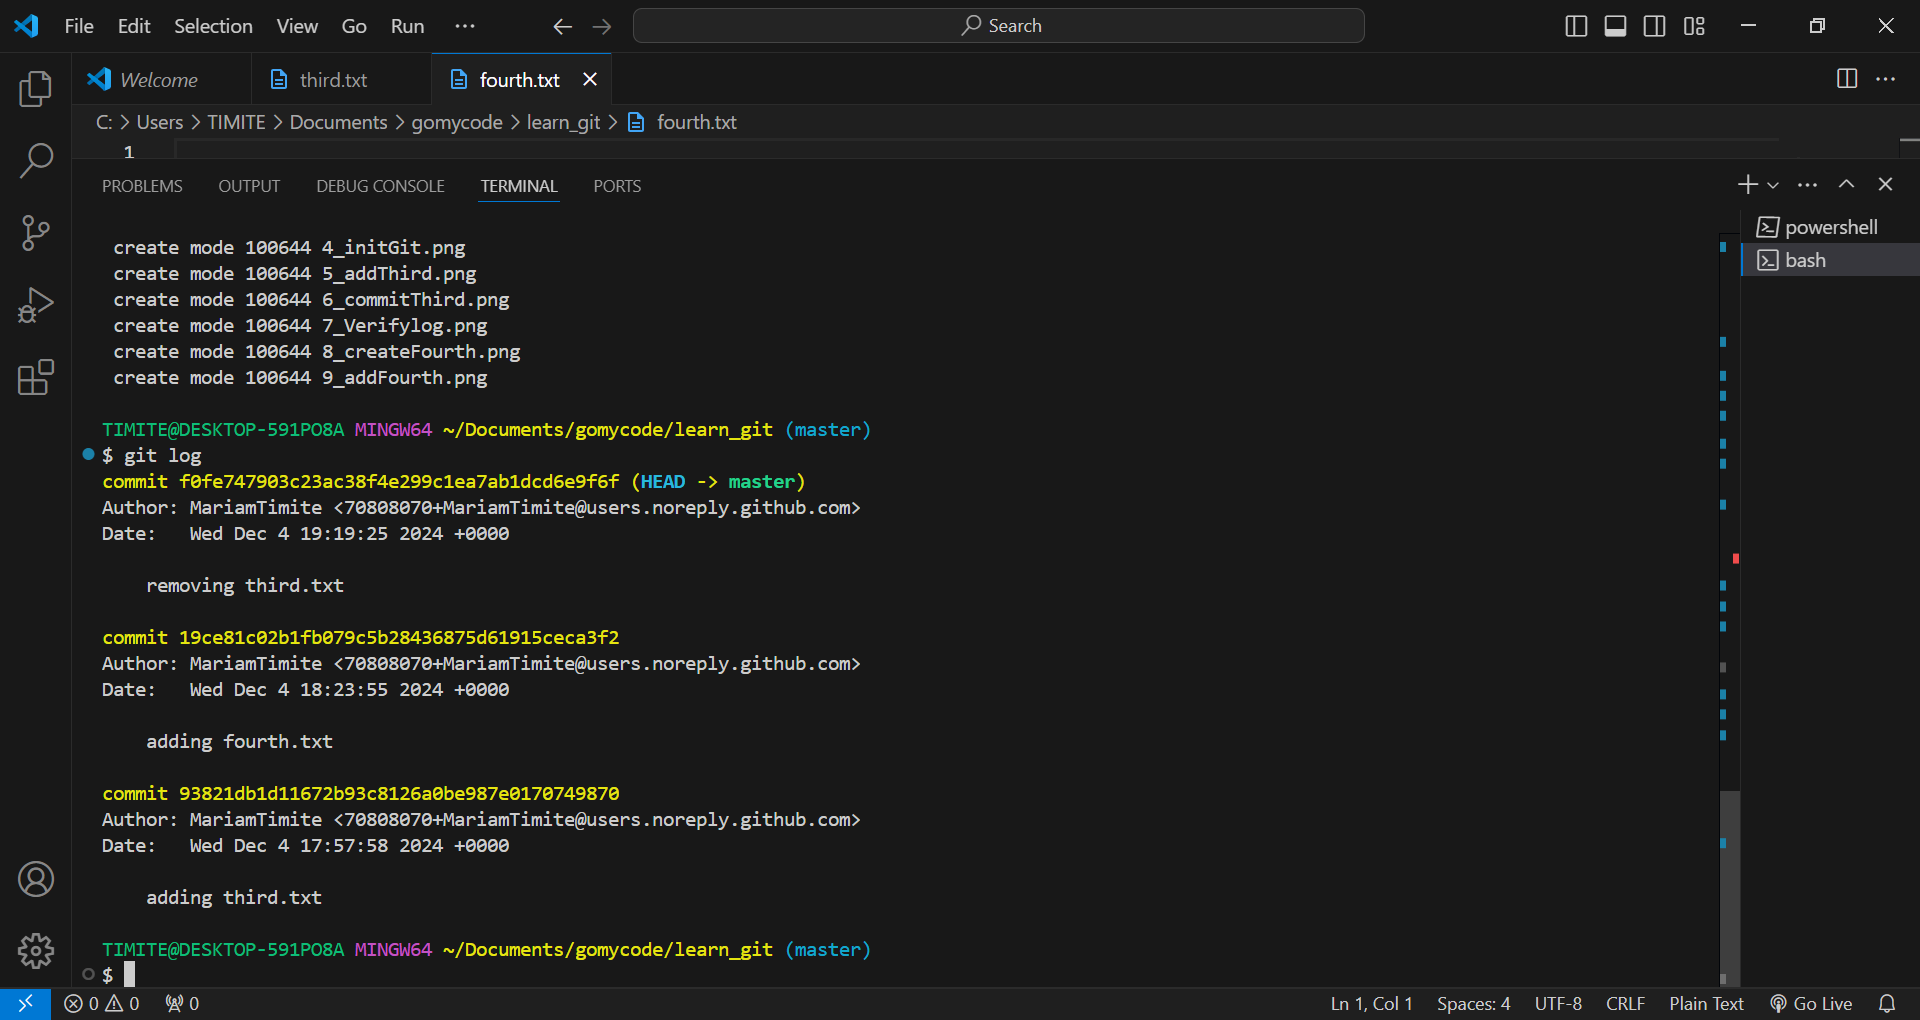 File Edit Selection View Go Run ··· Search
Welcome third.txt fourth.txt
C: > Users > TIMITE > Documents > gomycode > learn_git > fourth.txt
1
PROBLEMS OUTPUT DEBUG CONSOLE TERMINAL PORTS
powershell
bash
create mode 100644 4_initGit.png
create mode 100644 5_addThird.png
create mode 100644 6_commitThird.png
create mode 100644 7_Verifylog.png
create mode 100644 8_createFourth.png
create mode 100644 9_addFourth.png
TIMITE@DESKTOP-591PO8A MINGW64 ~/Documents/gomycode/learn_git (master)
$ git log
commit f0fe747903c23ac38f4e299c1ea7ab1dcd6e9f6f (HEAD -> master)
Author: MariamTimite <70808070+MariamTimite@users.noreply.github.com>
Date:   Wed Dec 4 19:19:25 2024 +0000
removing third.txt
commit 19ce81c02b1fb079c5b28436875d61915ceca3f2
Author: MariamTimite <70808070+MariamTimite@users.noreply.github.com>
Date:   Wed Dec 4 18:23:55 2024 +0000
adding fourth.txt
commit 93821db1d11672b93c8126a0be987e0170749870
Author: MariamTimite <70808070+MariamTimite@users.noreply.github.com>
Date:   Wed Dec 4 17:57:58 2024 +0000
adding third.txt
TIMITE@DESKTOP-591PO8A MINGW64 ~/Documents/gomycode/learn_git (master)
$
0 0 0 Ln 1, Col 1 Spaces: 4 UTF-8 CRLF Plain Text Go Live